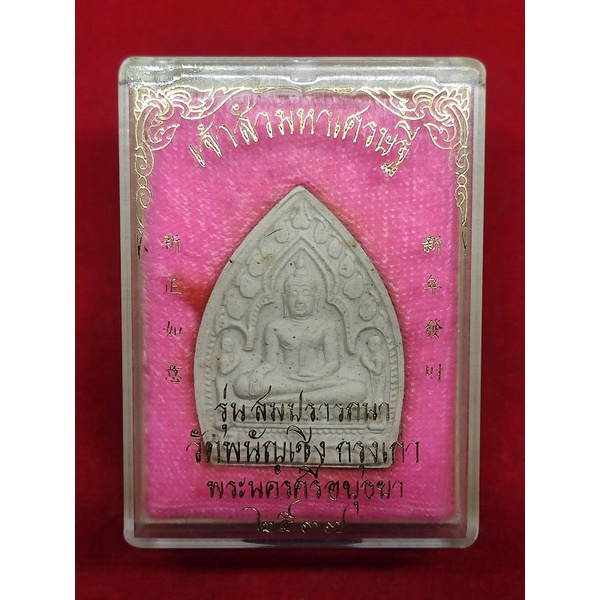 เจ้าสัวมหาเศรษฐี
新正如意
新年發財
รุ่น สมปรารถนา
วัดพนัญเชิง กรุงเก่า
พระนครศรีอยุธยา
๒๕๓๗